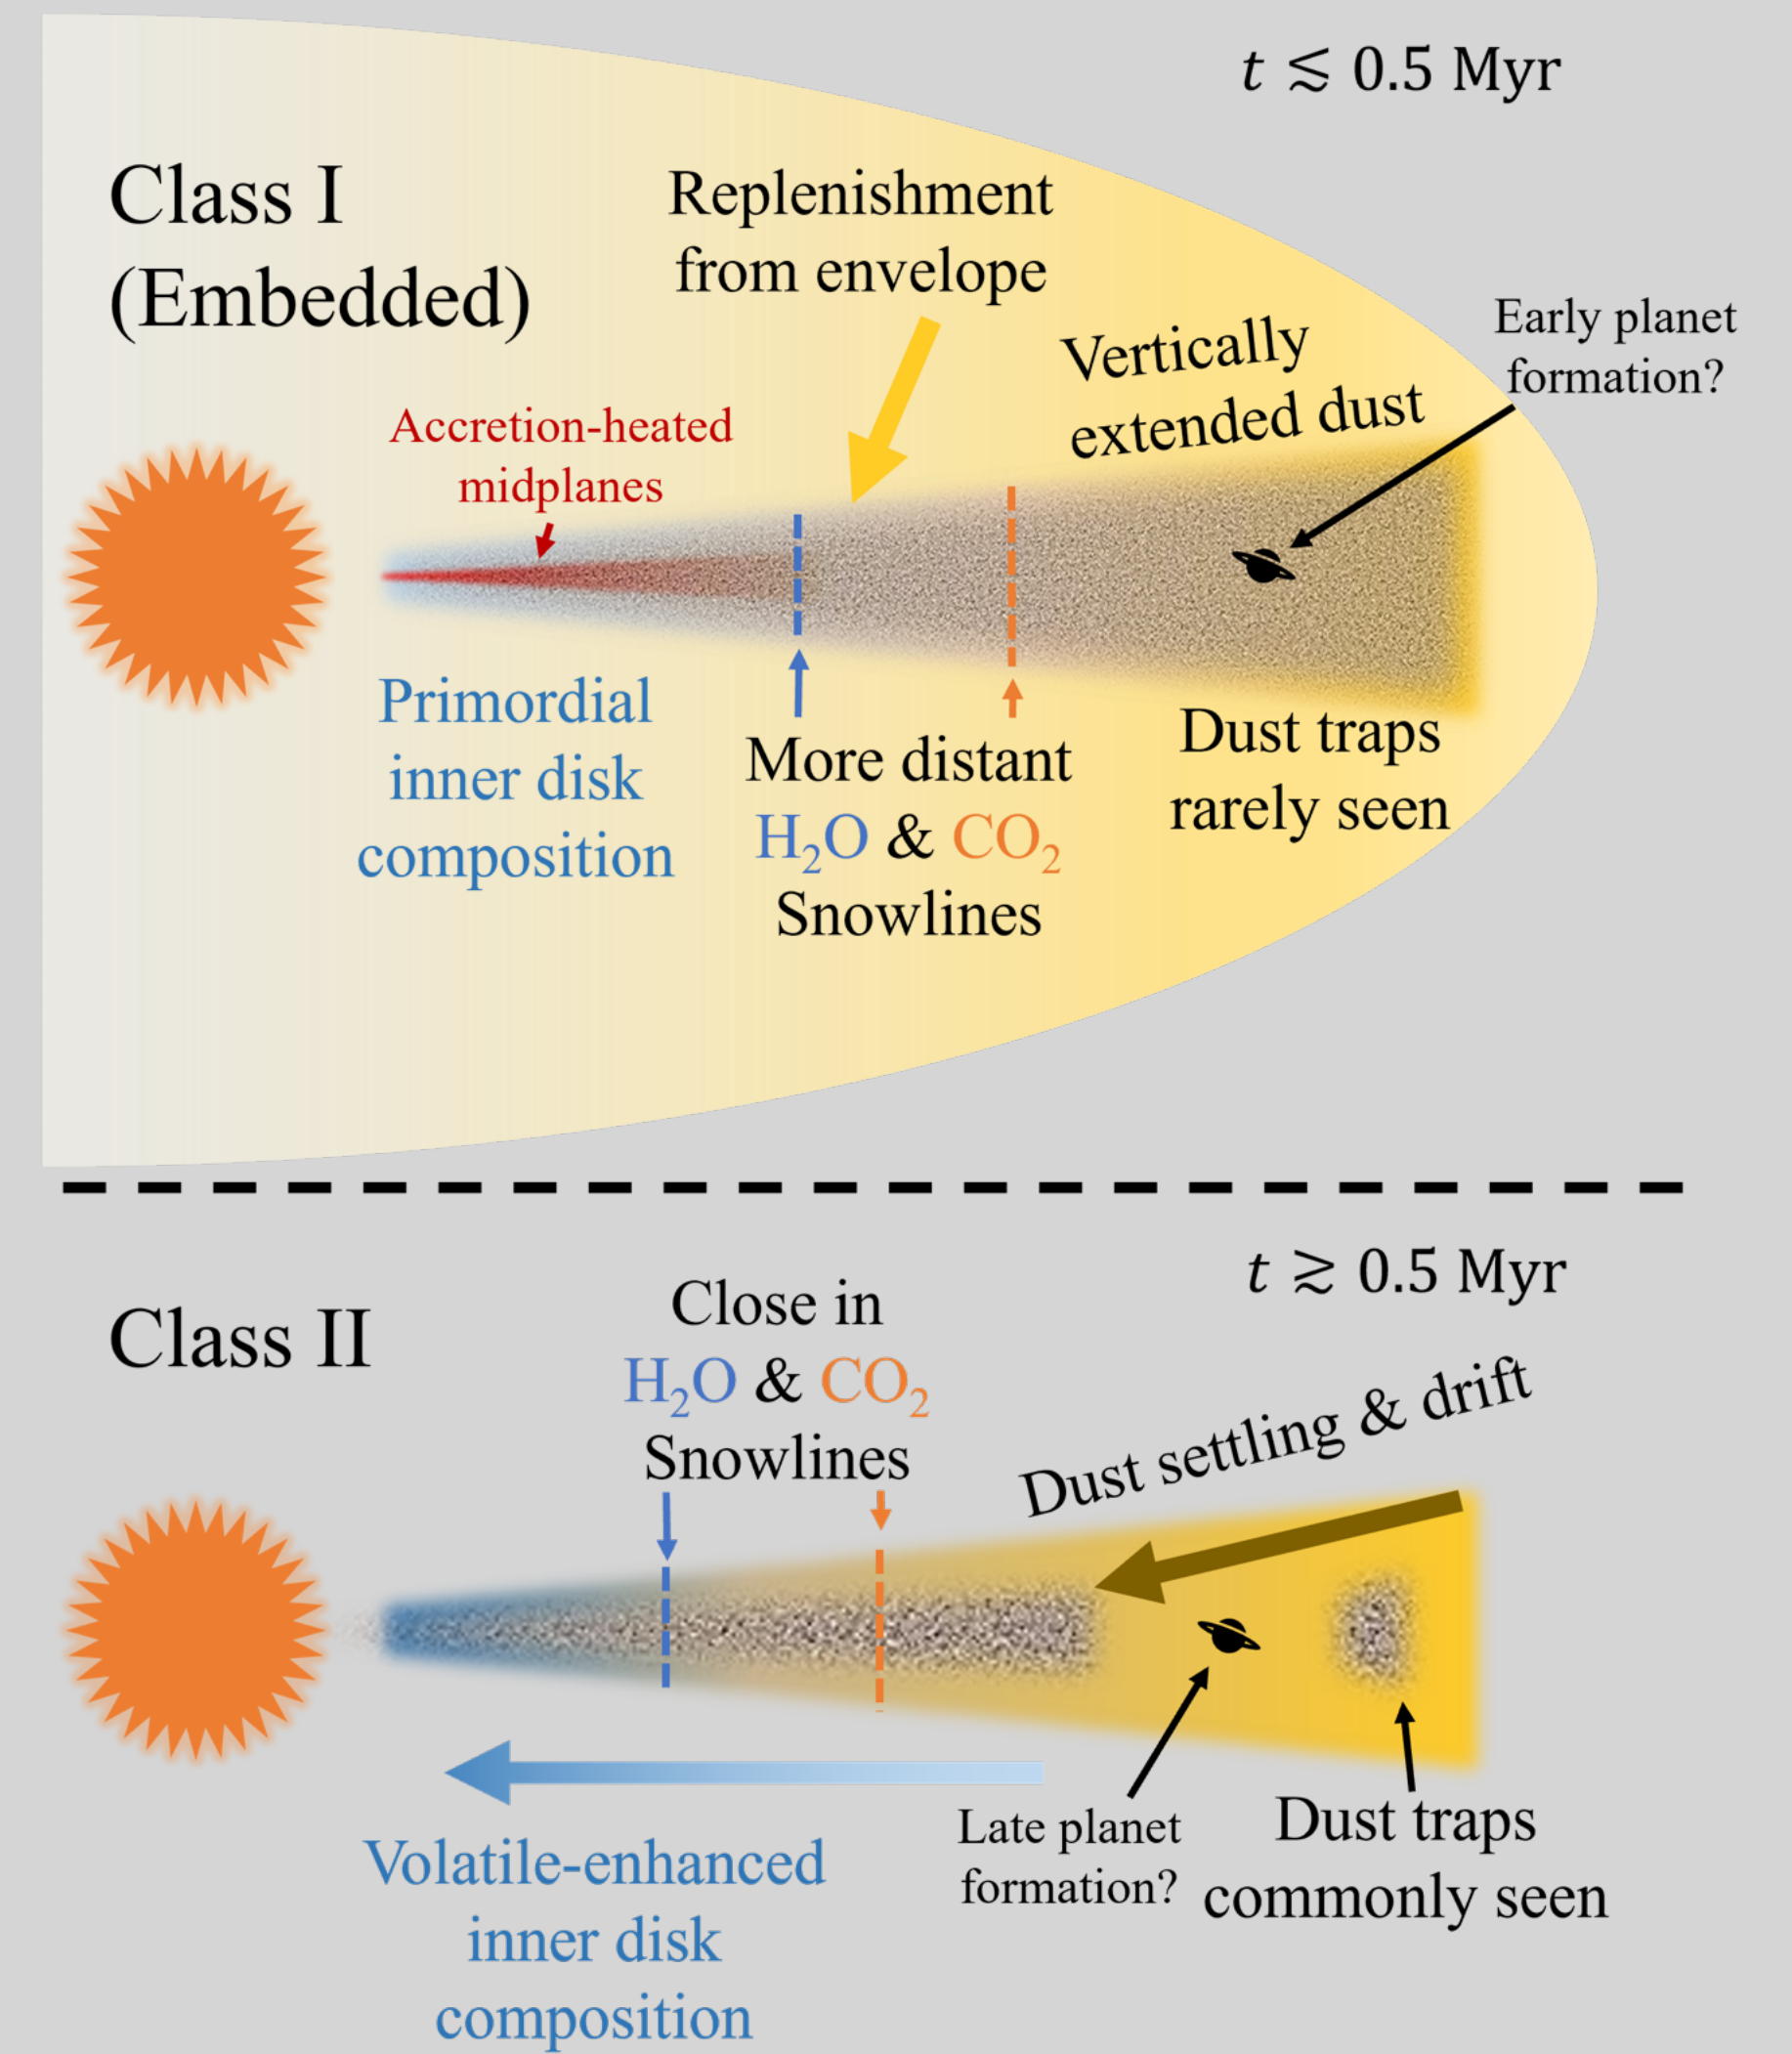 t ≲ 0.5 Myr
Class I
(Embedded)
Replenishment
from envelope
Early planet
formation?
Vertically
extended dust
Accretion-heated
midplanes
Primordial
inner disk
composition
More distant
H₂O & CO₂
Snowlines
Dust traps
rarely seen
t ≳ 0.5 Myr
Class II
Close in
H₂O & CO₂
Snowlines
Dust settling & drift
Late planet
formation?
Dust traps
commonly seen
Volatile-enhanced
inner disk
composition